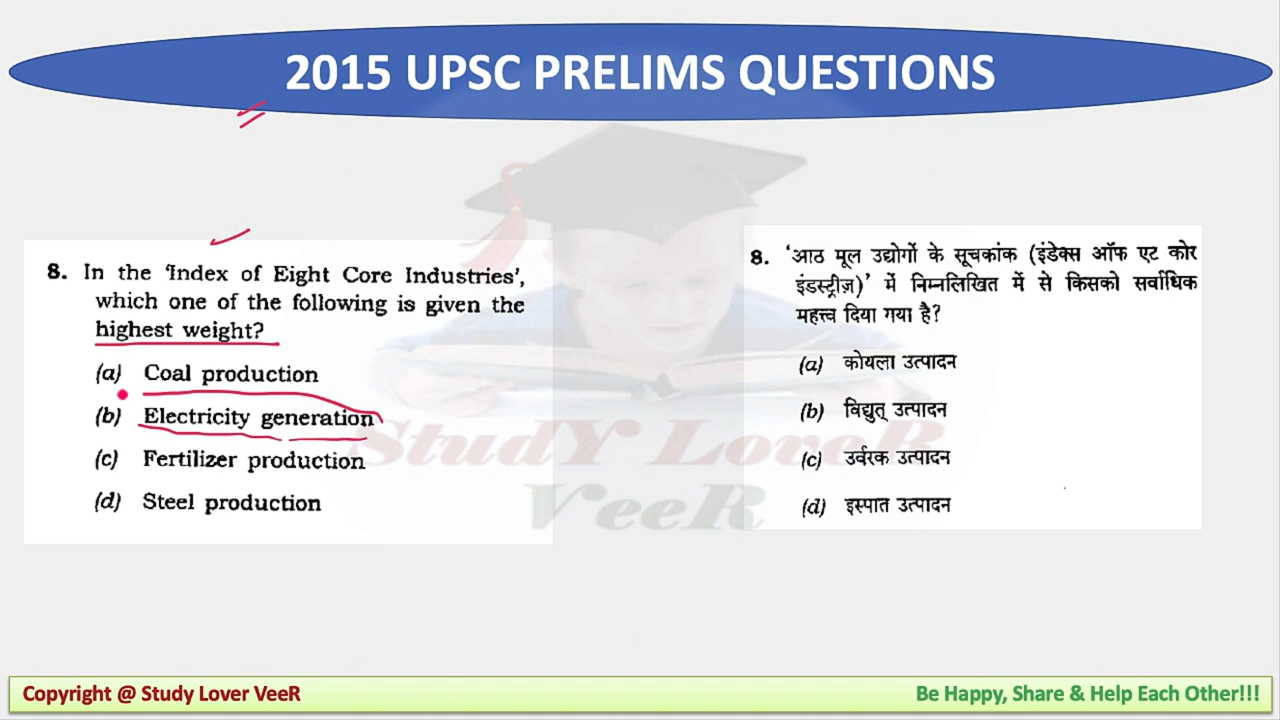 2015 UPSC PRELIMS QUESTIONS
8. In the 'Index of Eight Core Industries',
which one of the following is given the
highest weight?
(a) Coal production
(b) Electricity generation
(c) Fertilizer production
(d) Steel production
8. 'आठ मूल उद्योगों के सूचकांक (इंडेक्स ऑफ एट कोर
इंडस्ट्रीज़)' में निम्नलिखित में से किसको सर्वाधिक
महत्त्व दिया गया है?
(a) कोयला उत्पादन
(b) विद्युत् उत्पादन
(c) उर्वरक उत्पादन
(d) इस्पात उत्पादन
StudY LoveR
VeeR
Copyright @ Study Lover VeeR
Be Happy, Share & Help Each Other!!!